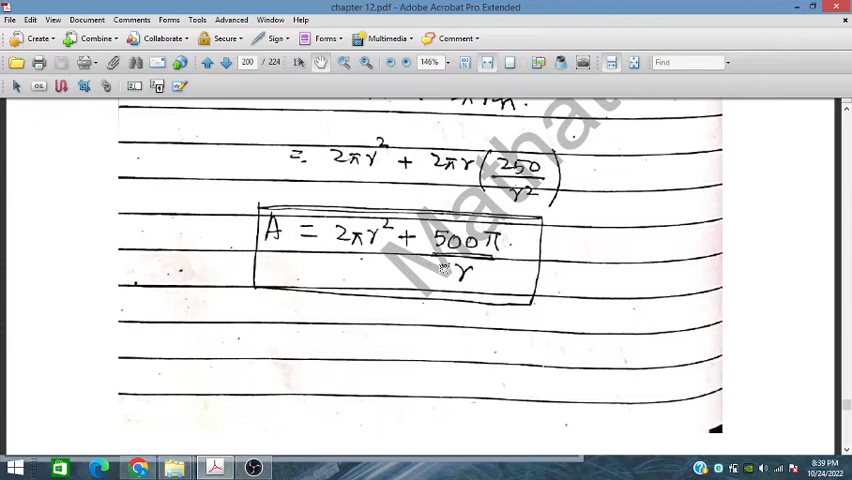 chapter 12.pdf - Adobe Acrobat Pro Extended
File Edit View Document Comments Forms Tools Advanced Window Help
Create Combine Collaborate Secure Sign Forms Multimedia Comment
200 / 224 146% Find
= 2πr² + 2πr (250/r²)
A = 2πr² + 500π/r
Matha
8:39 PM
10/24/2022